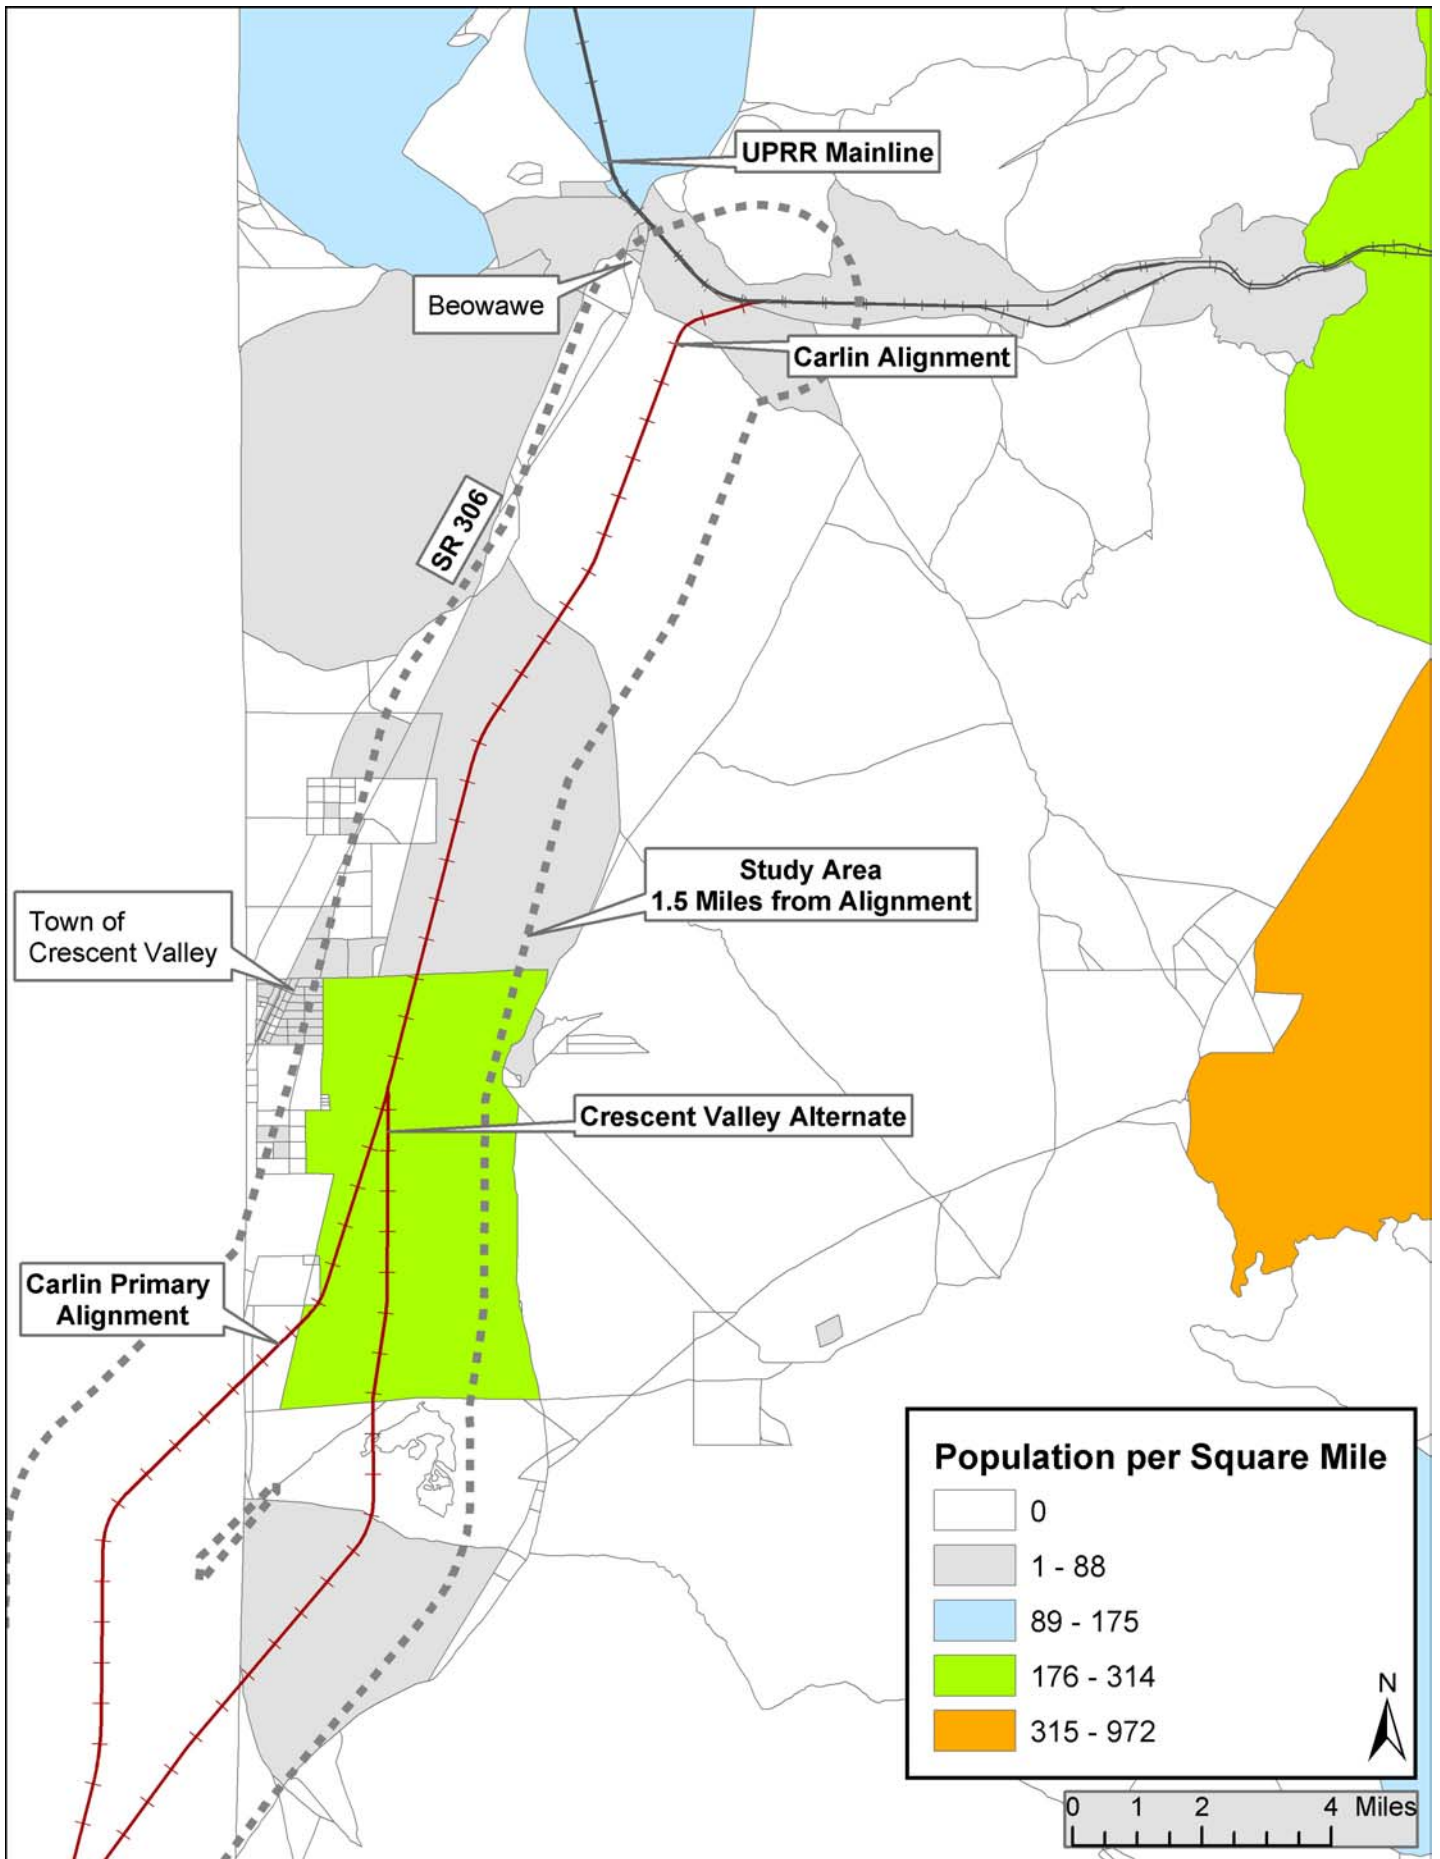 UPRR Mainline
Beowawe
Carlin Alignment
SR 306
Study Area
1.5 Miles from Alignment
Town of
Crescent Valley
Crescent Valley Alternate
Carlin Primary
Alignment
Population per Square Mile
0
1 - 88
89 - 175
176 - 314
315 - 972
N
0 1 2 4 Miles